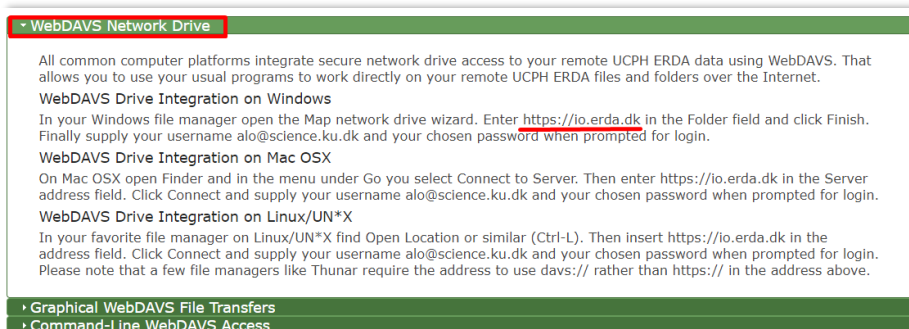 WebDAVS Network Drive
All common computer platforms integrate secure network drive access to your remote UCPH ERDA data using WebDAVS. That
allows you to use your usual programs to work directly on your remote UCPH ERDA files and folders over the Internet.
WebDAVS Drive Integration on Windows
In your Windows file manager open the Map network drive wizard. Enter https://io.erda.dk in the Folder field and click Finish.
Finally supply your username alo@science.ku.dk and your chosen password when prompted for login.
WebDAVS Drive Integration on Mac OSX
On Mac OSX open Finder and in the menu under Go you select Connect to Server. Then enter https://io.erda.dk in the Server
address field. Click Connect and supply your username alo@science.ku.dk and your chosen password when prompted for login.
WebDAVS Drive Integration on Linux/UN*X
In your favorite file manager on Linux/UN*X find Open Location or similar (Ctrl-L). Then insert https://io.erda.dk in the
address field. Click Connect and supply your username alo@science.ku.dk and your chosen password when prompted for login.
Please note that a few file managers like Thunar require the address to use davs:// rather than https:// in the address above.
Graphical WebDAVS File Transfers
Command-Line WebDAVS Access